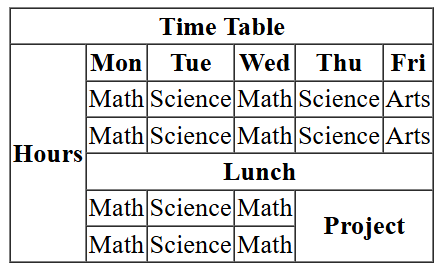 Time Table
Hours Mon Tue Wed Thu Fri
Math Science Math Science Arts
Math Science Math Science Arts
Lunch
Math Science Math Project
Math Science Math